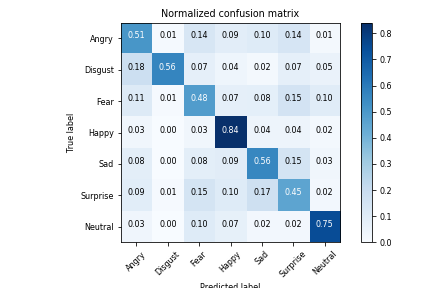 Normalized confusion matrix
Angry 0.51 0.01 0.14 0.09 0.10 0.14 0.01
Disgust 0.18 0.56 0.07 0.04 0.02 0.07 0.05
Fear 0.11 0.01 0.48 0.07 0.08 0.15 0.10
Happy 0.03 0.00 0.03 0.84 0.04 0.04 0.02
Sad 0.08 0.00 0.08 0.09 0.56 0.15 0.03
Surprise 0.09 0.01 0.15 0.10 0.17 0.45 0.02
Neutral 0.03 0.00 0.10 0.07 0.02 0.02 0.75
True label
Angry Disgust Fear Happy Sad Surprise Neutral
Predicted label
0.8
0.7
0.6
0.5
0.4
0.3
0.2
0.1
0.0